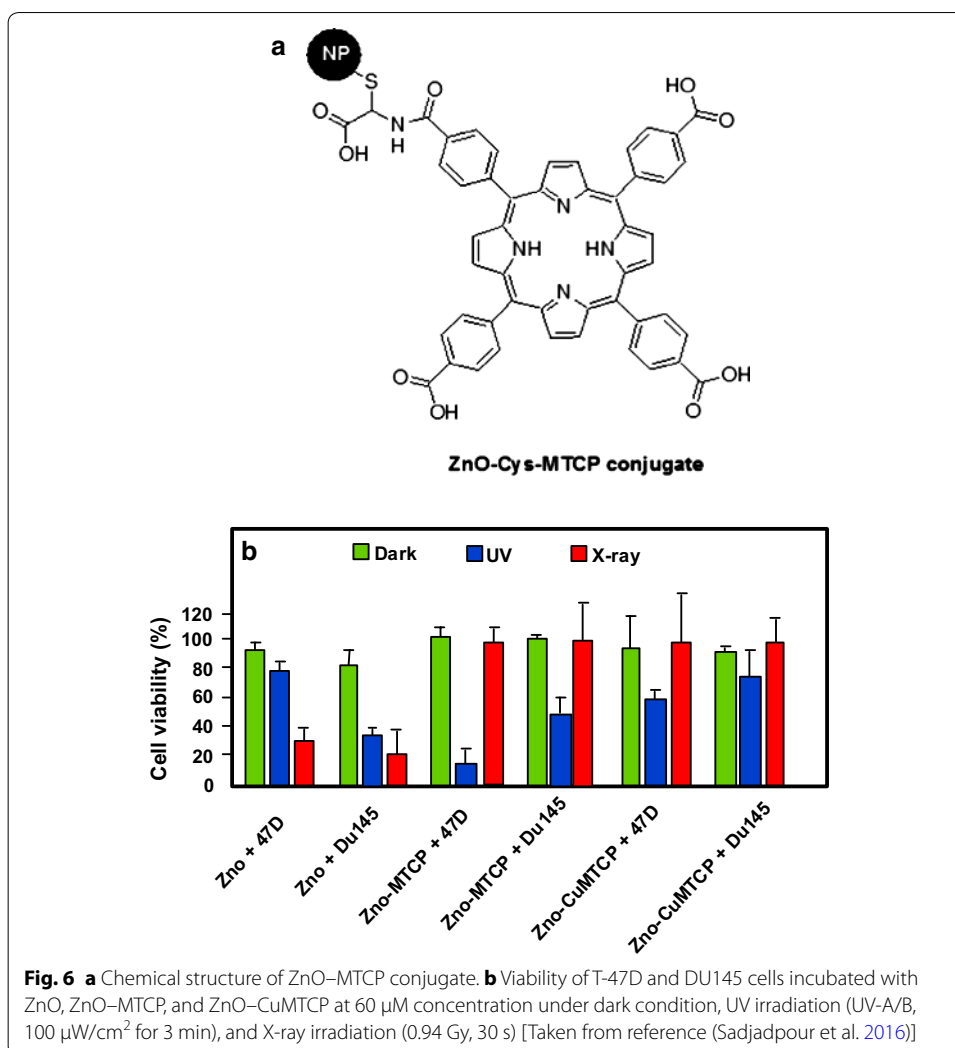 a
NP
S
O
OH
N
H
O
HO
O
N
NH
HN
N
O
OH
OH
O
ZnO-Cys-MTCP conjugate
b
Dark UV X-ray
Cell viability (%)
120
100
80
60
40
20
0
Zno + 47D
Zno + Du145
Zno-MTCP + 47D
Zno-MTCP + Du145
Zno-CuMTCP + 47D
Zno-CuMTCP + Du145
Fig. 6 a Chemical structure of ZnO–MTCP conjugate. b Viability of T-47D and DU145 cells incubated with
ZnO, ZnO–MTCP, and ZnO–CuMTCP at 60 μM concentration under dark condition, UV irradiation (UV-A/B,
100 μW/cm² for 3 min), and X-ray irradiation (0.94 Gy, 30 s) [Taken from reference (Sadjadpour et al. 2016)]